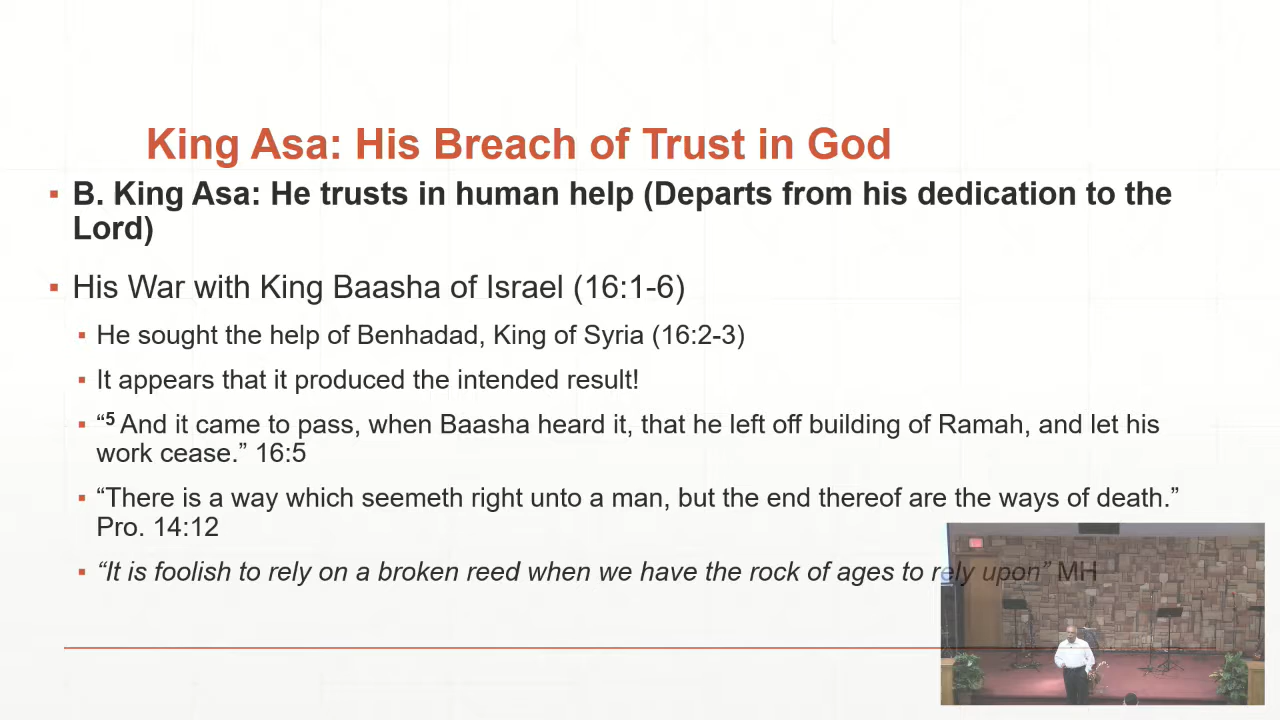 King Asa: His Breach of Trust in God
▪ B. King Asa: He trusts in human help (Departs from his dedication to the
Lord)
▪ His War with King Baasha of Israel (16:1-6)
▪ He sought the help of Benhadad, King of Syria (16:2-3)
▪ It appears that it produced the intended result!
▪ “⁵ And it came to pass, when Baasha heard it, that he left off building of Ramah, and let his
work cease.” 16:5
▪ “There is a way which seemeth right unto a man, but the end thereof are the ways of death.”
Pro. 14:12
▪ “It is foolish to rely on a broken reed when we have the rock of ages to rely upon” MH